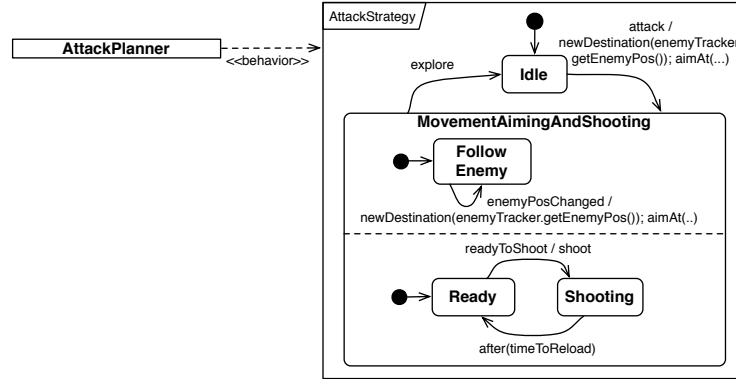 AttackStrategy
AttackPlanner
<<behavior>>
explore
Idle
attack /
newDestination(enemyTracker.
getEnemyPos()); aimAt(...)
MovementAimingAndShooting
Follow
Enemy
enemyPosChanged /
newDestination(enemyTracker.getEnemyPos()); aimAt(..)
readyToShoot / shoot
Ready
Shooting
after(timeToReload)